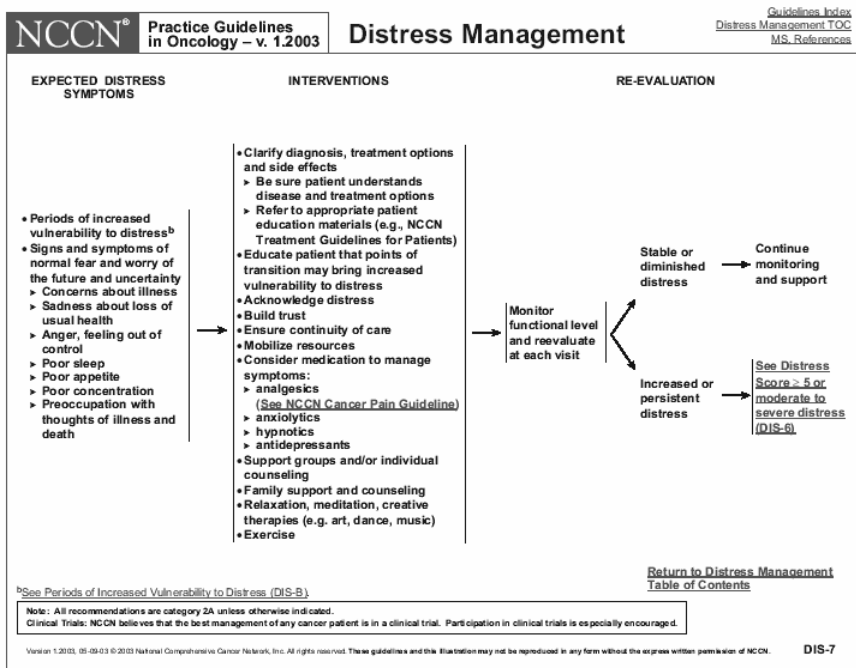 NCCN®
Practice Guidelines
in Oncology – v. 1.2003
Distress Management
Guidelines Index
Distress Management TOC
MS, References
EXPECTED DISTRESS
SYMPTOMS
INTERVENTIONS
RE-EVALUATION
• Periods of increased
vulnerability to distressᵇ
• Signs and symptoms of
normal fear and worry of
the future and uncertainty
➤ Concerns about illness
➤ Sadness about loss of
usual health
➤ Anger, feeling out of
control
➤ Poor sleep
➤ Poor appetite
➤ Poor concentration
➤ Preoccupation with
thoughts of illness and
death
• Clarify diagnosis, treatment options
and side effects
➤ Be sure patient understands
disease and treatment options
➤ Refer to appropriate patient
education materials (e.g., NCCN
Treatment Guidelines for Patients)
• Educate patient that points of
transition may bring increased
vulnerability to distress
• Acknowledge distress
• Build trust
• Ensure continuity of care
• Mobilize resources
• Consider medication to manage
symptoms:
➤ analgesics
(See NCCN Cancer Pain Guideline)
➤ anxiolytics
➤ hypnotics
➤ antidepressants
• Support groups and/or individual
counseling
• Family support and counseling
• Relaxation, meditation, creative
therapies (e.g. art, dance, music)
• Exercise
Monitor
functional level
and reevaluate
at each visit
Stable or
diminished
distress
Continue
monitoring
and support
Increased or
persistent
distress
See Distress
Score ≥ 5 or
moderate to
severe distress
(DIS-6)
Return to Distress Management
Table of Contents
ᵇSee Periods of Increased Vulnerability to Distress (DIS-B).
Note: All recommendations are category 2A unless otherwise indicated.
Clinical Trials: NCCN believes that the best management of any cancer patient is in a clinical trial. Participation in clinical trials is especially encouraged.
Version 1.2003, 05-09-03 © 2003 National Comprehensive Cancer Network, Inc. All rights reserved. These guidelines and this illustration may not be reproduced in any form without the express written permission of NCCN.
DIS-7